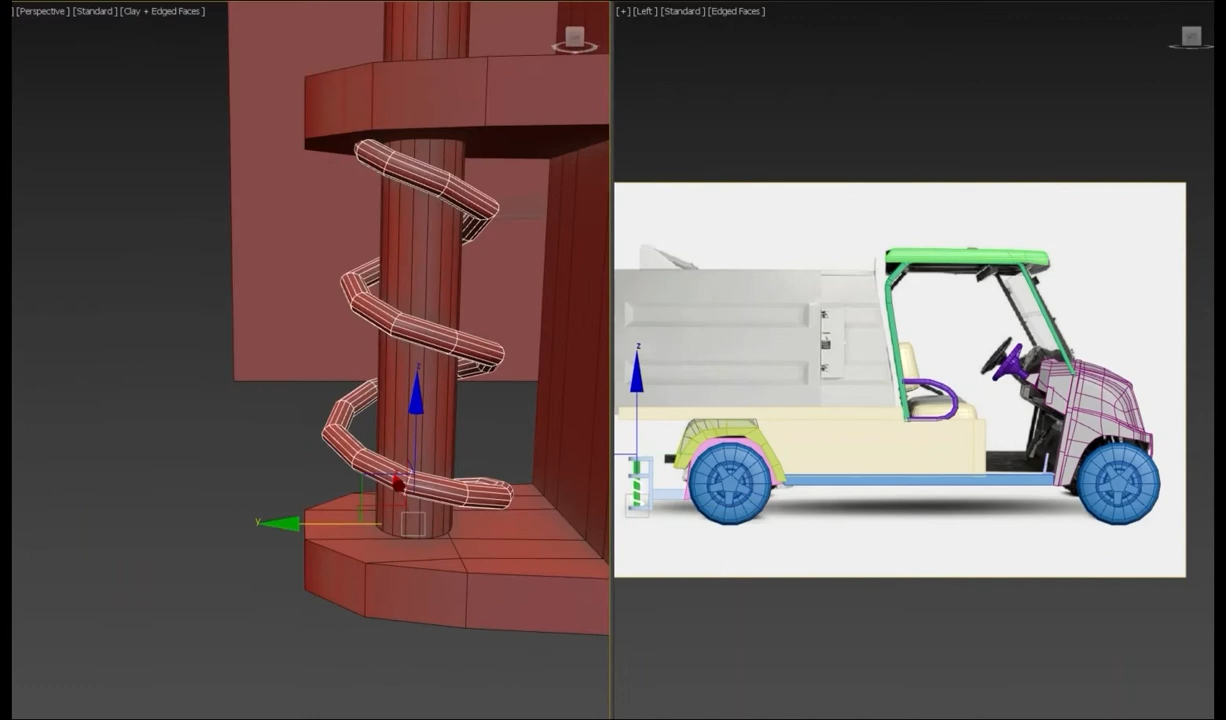 ] [Perspective ] [Standard ] [Clay + Edged Faces ]
[+] [Left ] [Standard ] [Edged Faces ]
z
z
y